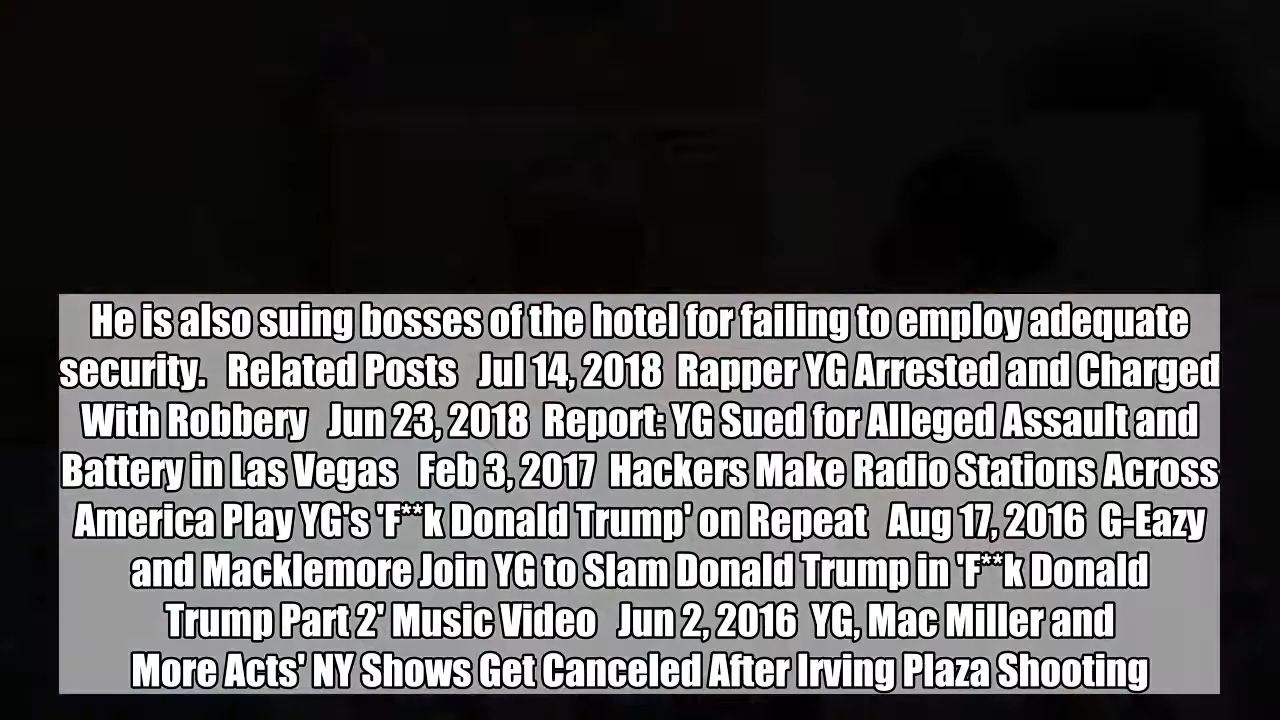 He is also suing bosses of the hotel for failing to employ adequate
security. Related Posts Jul 14, 2018 Rapper YG Arrested and Charged
With Robbery Jun 23, 2018 Report: YG Sued for Alleged Assault and
Battery in Las Vegas Feb 3, 2017 Hackers Make Radio Stations Across
America Play YG's 'F**k Donald Trump' on Repeat Aug 17, 2016 G-Eazy
and Macklemore Join YG to Slam Donald Trump in 'F**k Donald
Trump Part 2' Music Video Jun 2, 2016 YG, Mac Miller and
More Acts' NY Shows Get Canceled After Irving Plaza Shooting